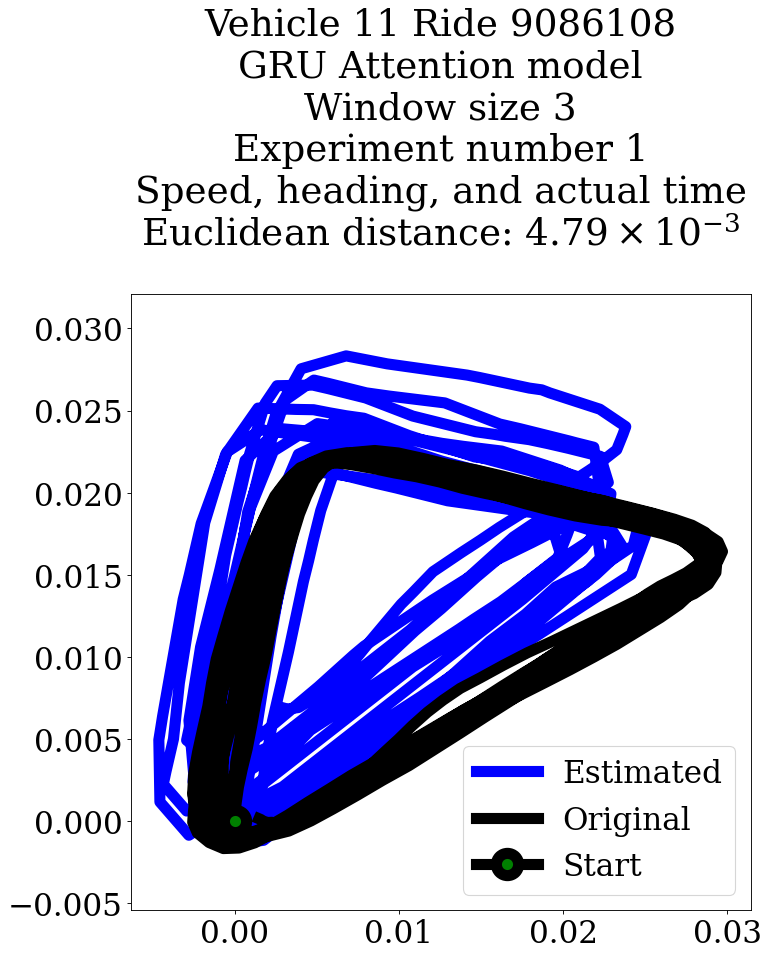 Vehicle 11 Ride 9086108
GRU Attention model
Window size 3
Experiment number 1
Speed, heading, and actual time
Euclidean distance: 4.79 × 10⁻³
0.030
0.025
0.020
0.015
0.010
0.005
0.000
−0.005
0.00 0.01 0.02 0.03
Estimated
Original
Start